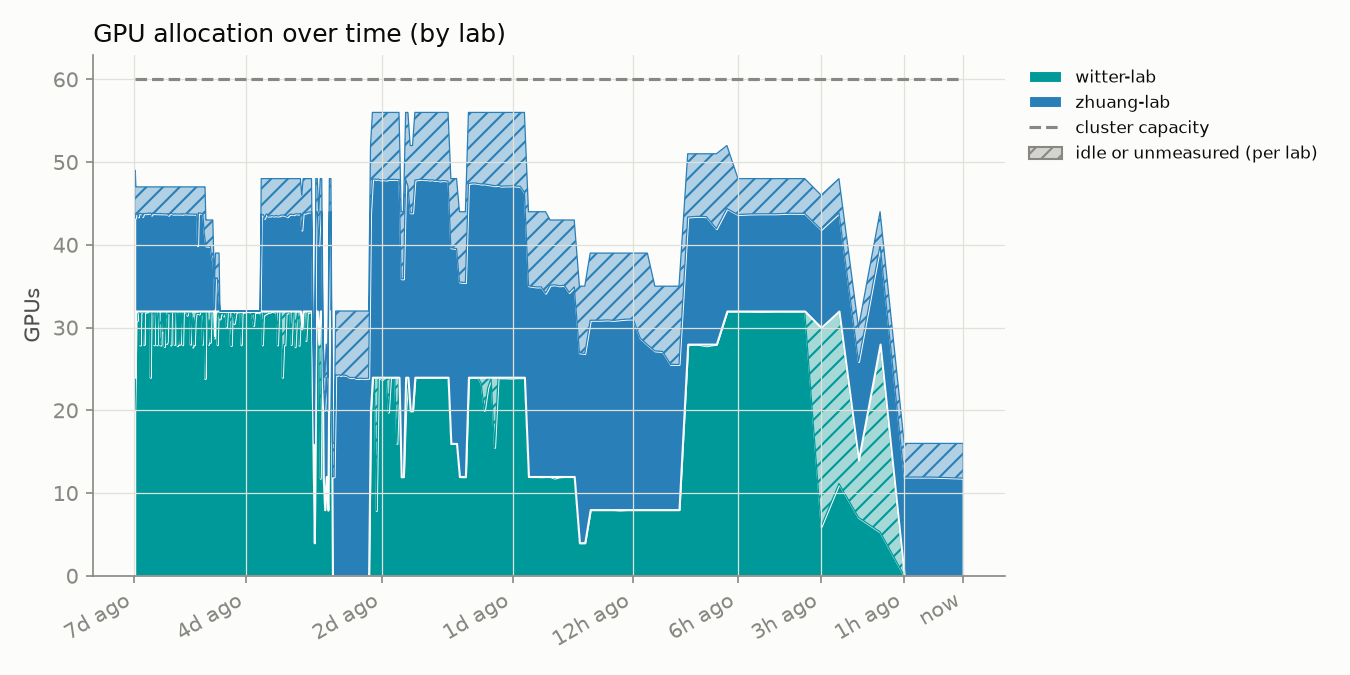 GPU allocation over time (by lab)
witter-lab
zhuang-lab
cluster capacity
idle or unmeasured (per lab)
GPUs
60
50
40
30
20
10
0
7d ago
4d ago
2d ago
1d ago
12h ago
6h ago
3h ago
1h ago
now